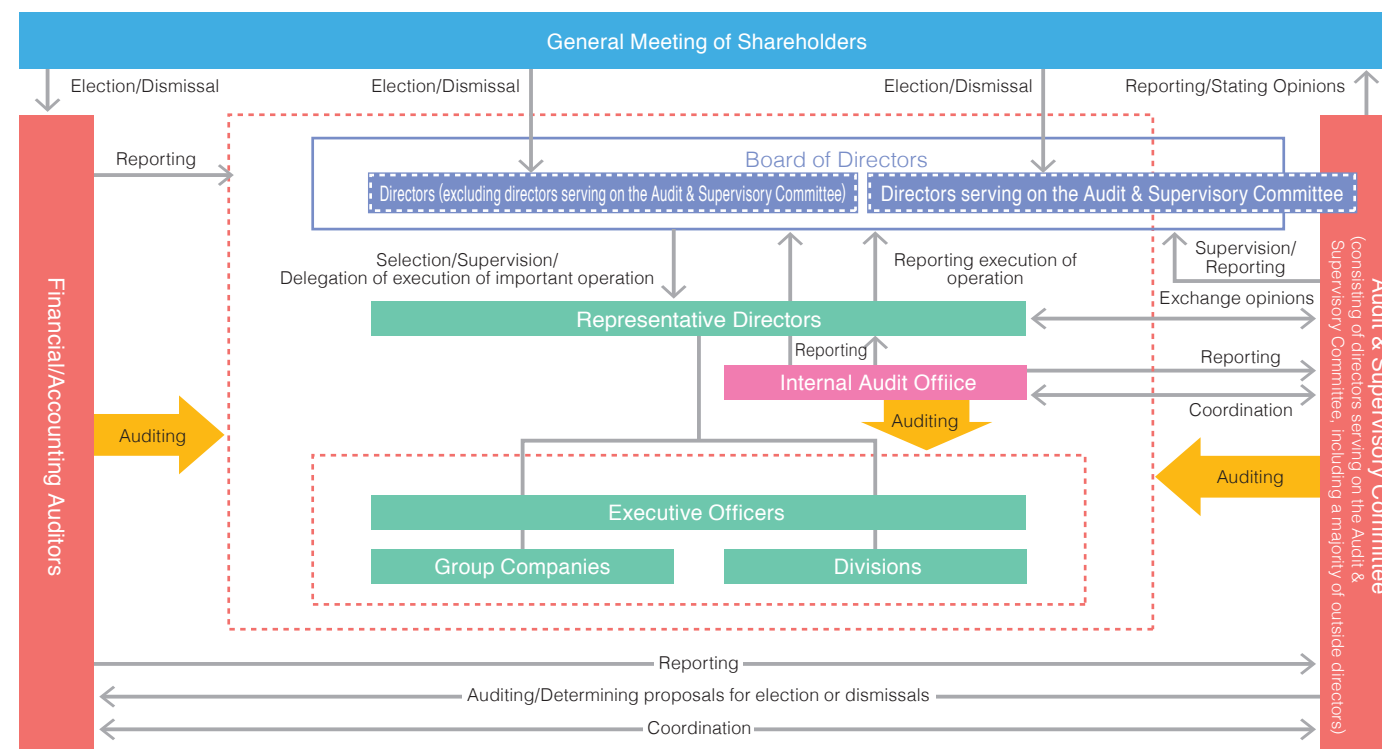 General Meeting of Shareholders
Election/Dismissal
Election/Dismissal
Election/Dismissal
Reporting/Stating Opinions
Reporting
Board of Directors
Directors (excluding directors serving on the Audit & Supervisory Committee)
Directors serving on the Audit & Supervisory Committee
Selection/Supervision/
Delegation of execution of important operation
Reporting execution of
operation
Supervision/
Reporting
Exchange opinions
Representative Directors
Reporting
Reporting
Internal Audit Offiice
Coordination
Auditing
Auditing
Auditing
Financial/Accounting Auditors
Audit & Supervisory Committee
(consisting of directors serving on the Audit &
Supervisory Committee, including a majority of outside directors)
Executive Officers
Group Companies
Divisions
Reporting
Auditing/Determining proposals for election or dismissals
Coordination